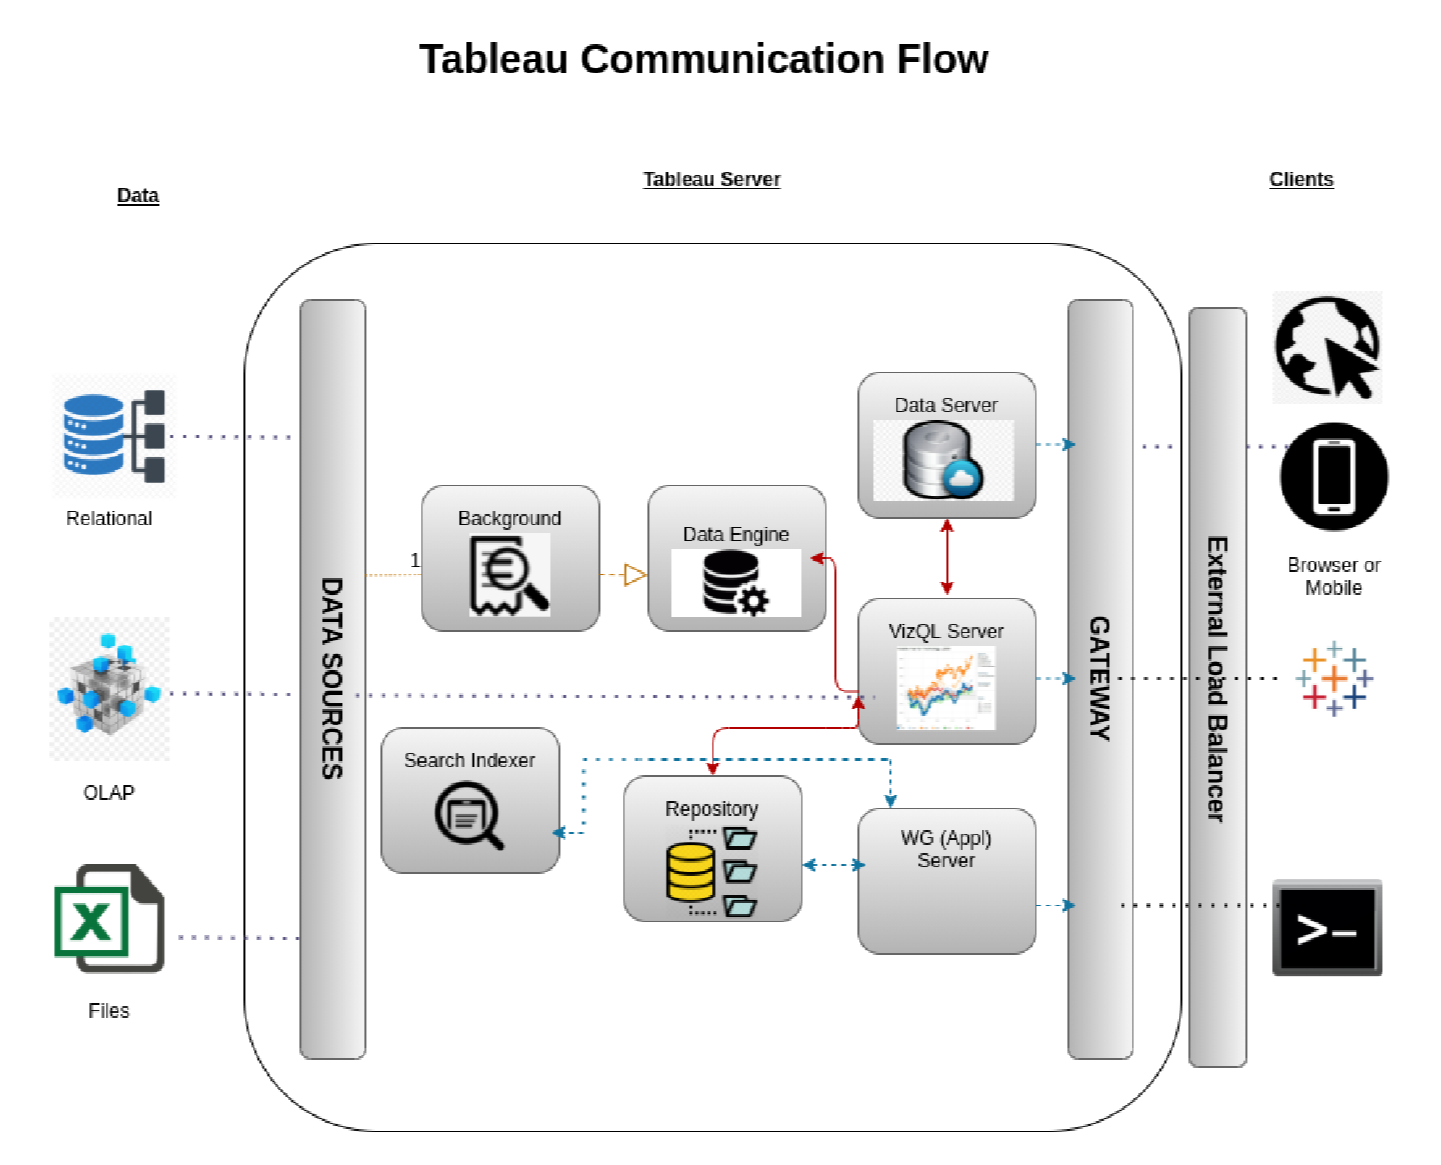 Tableau Communication Flow
Data
Tableau Server
Clients
Relational
OLAP
Files
DATA SOURCES
1
Background
Data Engine
Data Server
VizQL Server
Search Indexer
Repository
WG (Appl)
Server
GATEWAY
External Load Balancer
Browser or
Mobile
X
>_